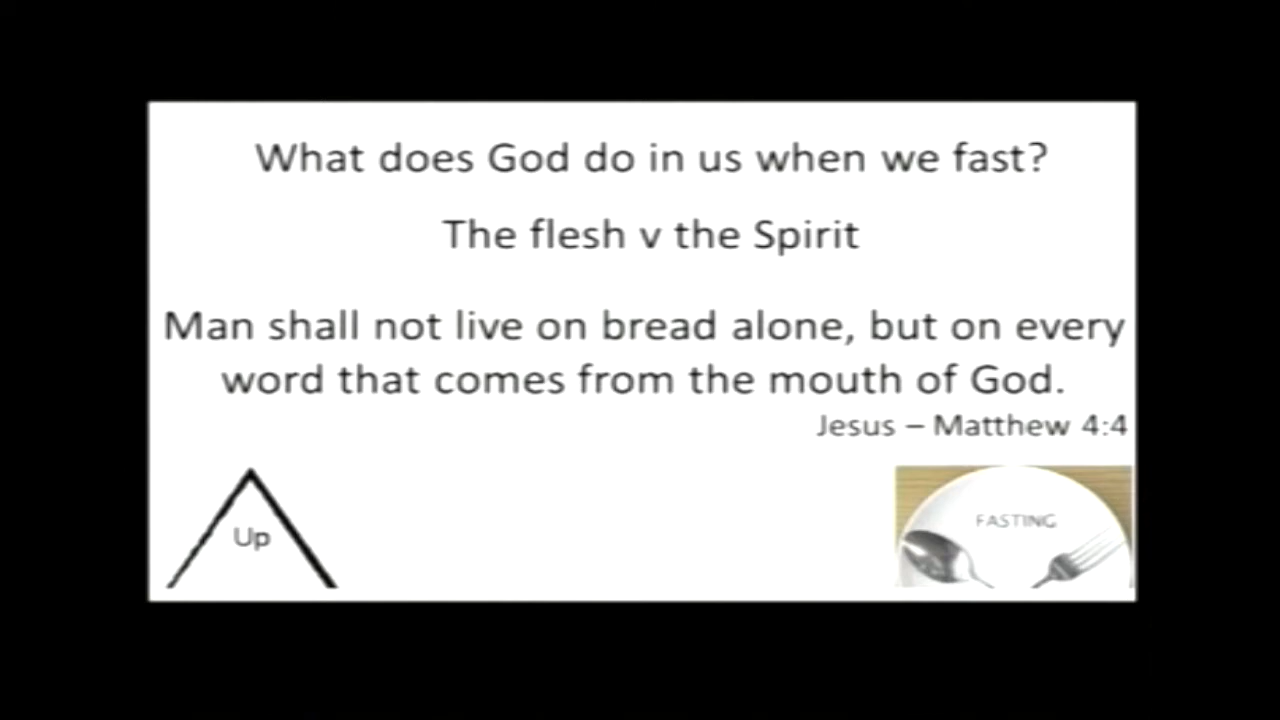 What does God do in us when we fast?
The flesh v the Spirit
Man shall not live on bread alone, but on every
word that comes from the mouth of God.
Jesus – Matthew 4:4
Up
FASTING